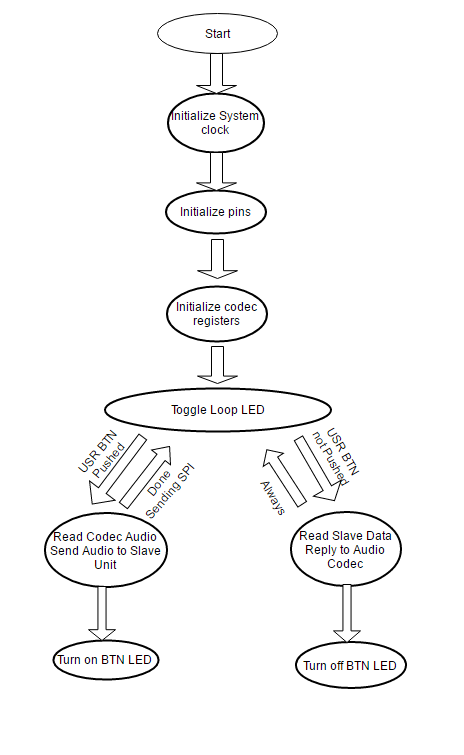 Start
Initialize System
clock
Initialize pins
Initialize codec
registers
Toggle Loop LED
USR BTN
Pushed
Done
Sending SPI
Always
USR BTN
not Pushed
Read Codec Audio
Send Audio to Slave
Unit
Read Slave Data
Reply to Audio
Codec
Turn on BTN LED
Turn off BTN LED